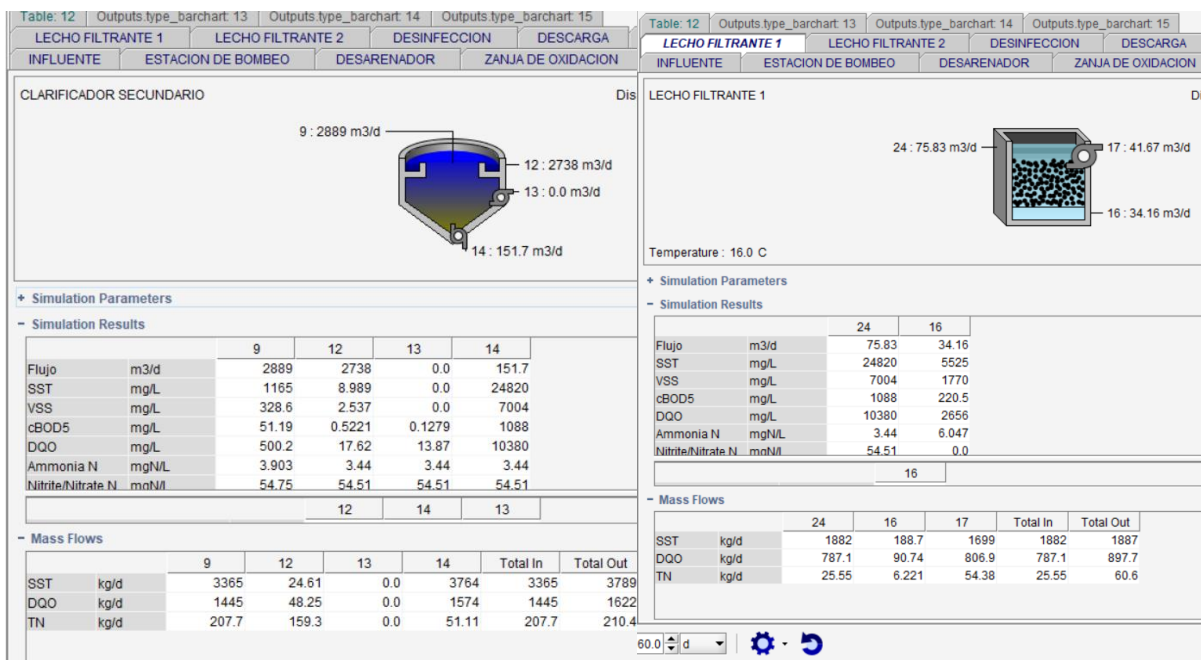 Table: 12 Outputs.type_barchart: 13 Outputs.type_barchart: 14 Outputs.type_barchart: 15
LECHO FILTRANTE 1 LECHO FILTRANTE 2 DESINFECCION DESCARGA
INFLUENTE ESTACION DE BOMBEO DESARENADOR ZANJA DE OXIDACION
CLARIFICADOR SECUNDARIO Dis
9 : 2889 m3/d
12 : 2738 m3/d
13 : 0.0 m3/d
14 : 151.7 m3/d
+ Simulation Parameters
- Simulation Results
9 12 13 14
Flujo m3/d 2889 2738 0.0 151.7
SST mg/L 1165 8.989 0.0 24820
VSS mg/L 328.6 2.537 0.0 7004
cBOD5 mg/L 51.19 0.5221 0.1279 1088
DQO mg/L 500.2 17.62 13.87 10380
Ammonia N mgN/L 3.903 3.44 3.44 3.44
Nitrite/Nitrate N mgN/l 54.75 54.51 54.51 54.51
12 14 13
- Mass Flows
9 12 13 14 Total In Total Out
SST kg/d 3365 24.61 0.0 3764 3365 3789
DQO kg/d 1445 48.25 0.0 1574 1445 1622
TN kg/d 207.7 159.3 0.0 51.11 207.7 210.4
Table: 12 Outputs.type_barchart: 13 Outputs.type_barchart: 14 Outputs.type_barchart: 15
LECHO FILTRANTE 1 LECHO FILTRANTE 2 DESINFECCION DESCARGA
INFLUENTE ESTACION DE BOMBEO DESARENADOR ZANJA DE OXIDACION
LECHO FILTRANTE 1 Di
24 : 75.83 m3/d
17 : 41.67 m3/d
16 : 34.16 m3/d
Temperature : 16.0 C
+ Simulation Parameters
- Simulation Results
24 16
Flujo m3/d 75.83 34.16
SST mg/L 24820 5525
VSS mg/L 7004 1770
cBOD5 mg/L 1088 220.5
DQO mg/L 10380 2656
Ammonia N mgN/L 3.44 6.047
Nitrite/Nitrate N mgN/l 54.51 0.0
16
- Mass Flows
24 16 17 Total In Total Out
SST kg/d 1882 188.7 1699 1882 1887
DQO kg/d 787.1 90.74 806.9 787.1 897.7
TN kg/d 25.55 6.221 54.38 25.55 60.6
60.0 d